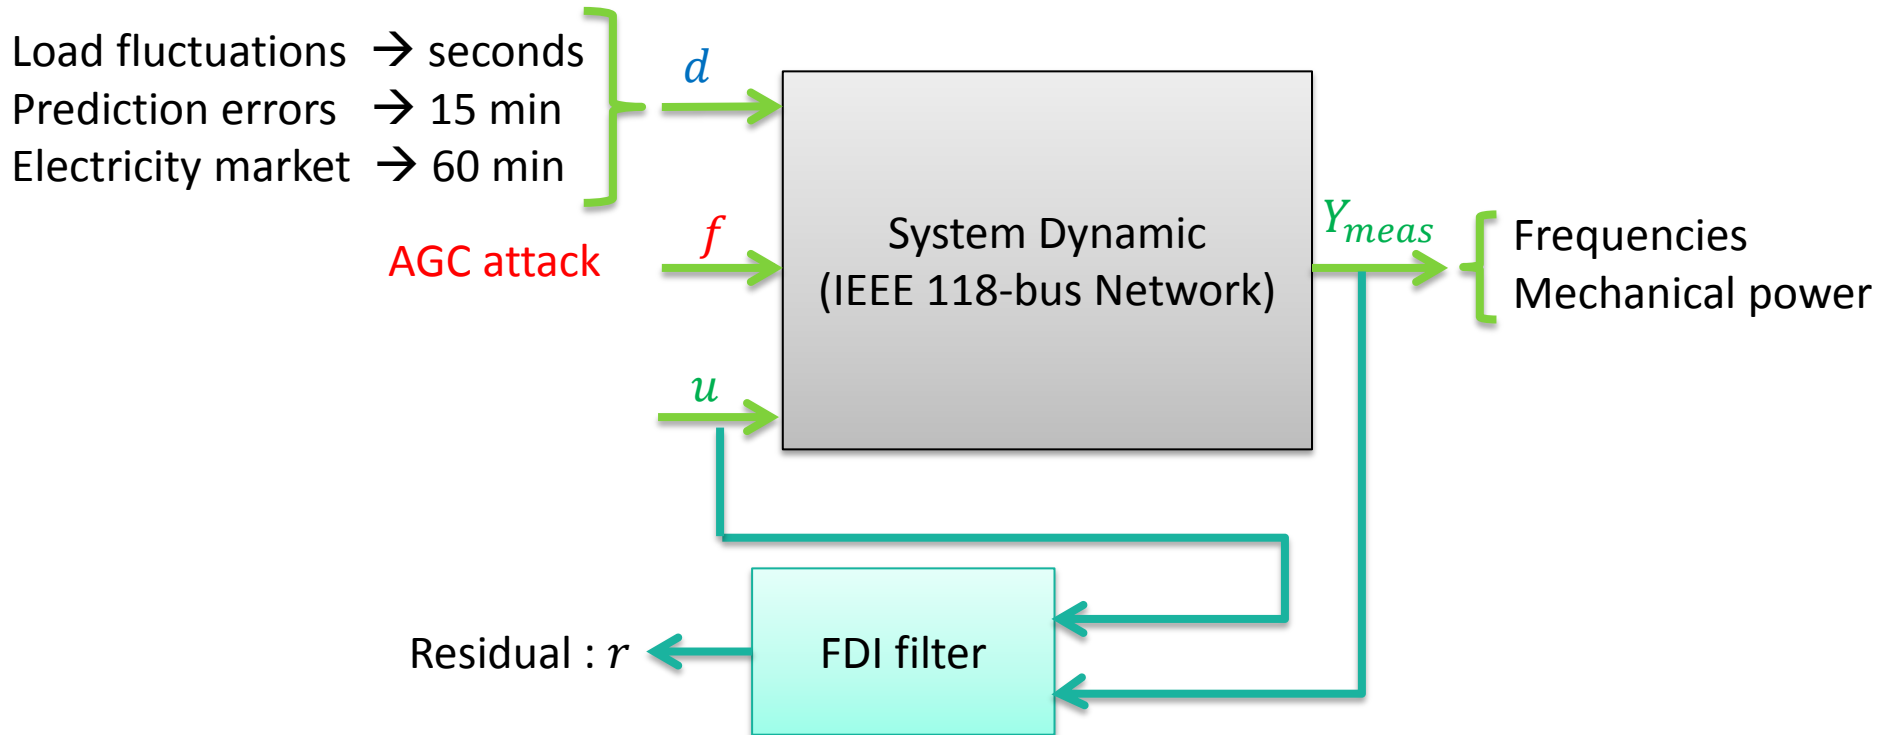 Load fluctuations → seconds
Prediction errors → 15 min
Electricity market → 60 min
d
AGC attack
f
u
System Dynamic
(IEEE 118-bus Network)
Y_meas
Frequencies
Mechanical power
FDI filter
Residual : r